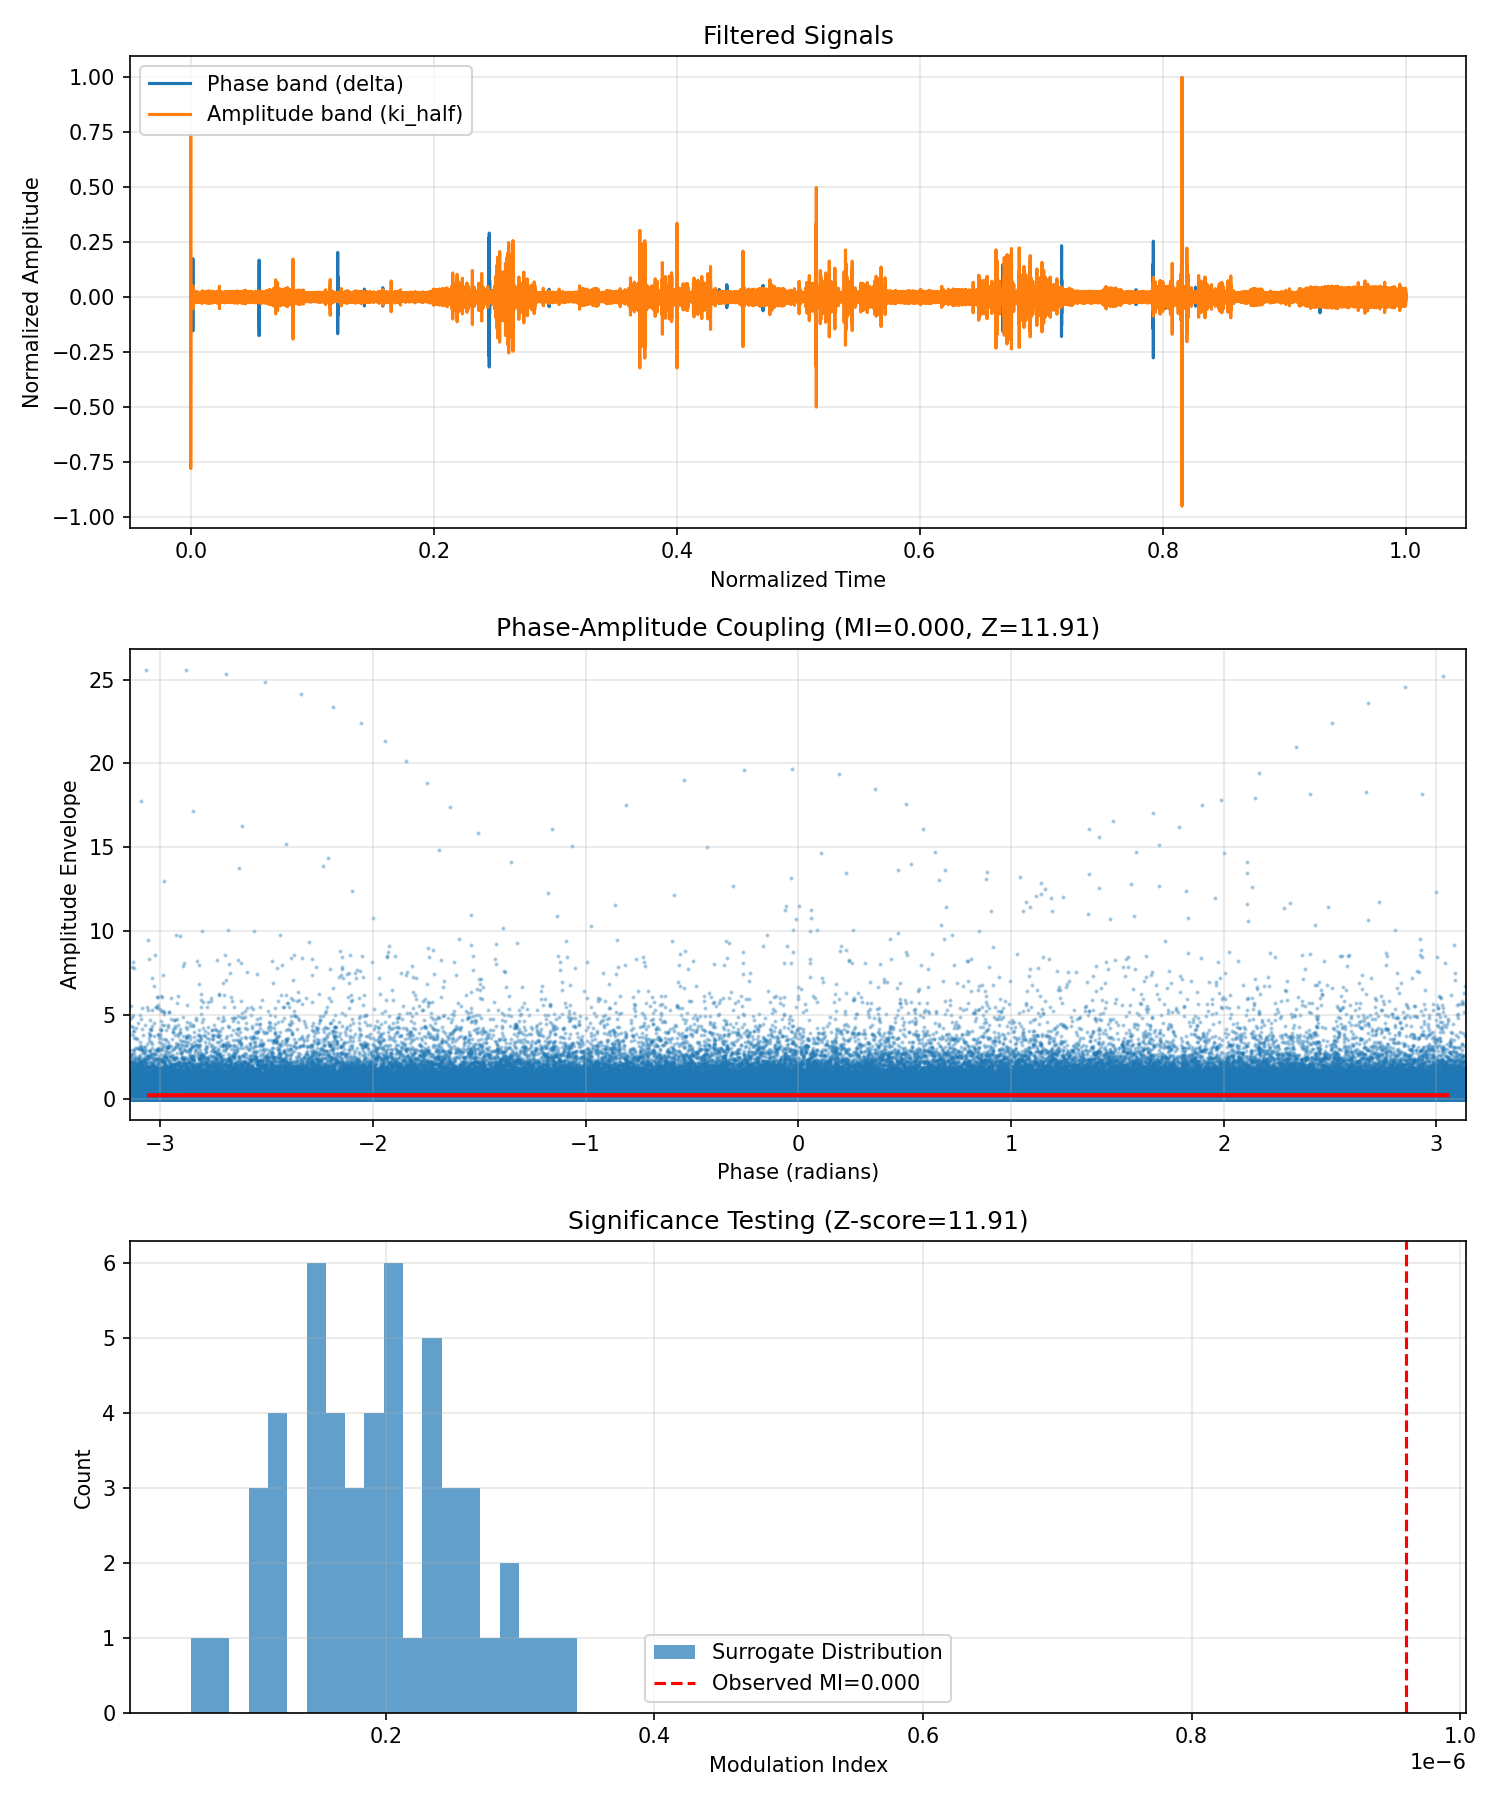 Filtered Signals
Phase band (delta)
Amplitude band (ki_half)
Normalized Amplitude
1.00
0.75
0.50
0.25
0.00
−0.25
−0.50
−0.75
−1.00
0.0 0.2 0.4 0.6 0.8 1.0
Normalized Time
Phase-Amplitude Coupling (MI=0.000, Z=11.91)
Amplitude Envelope
25
20
15
10
5
0
−3 −2 −1 0 1 2 3
Phase (radians)
Significance Testing (Z-score=11.91)
Count
6
5
4
3
2
1
0
Surrogate Distribution
Observed MI=0.000
0.2 0.4 0.6 0.8 1.0
1e−6
Modulation Index